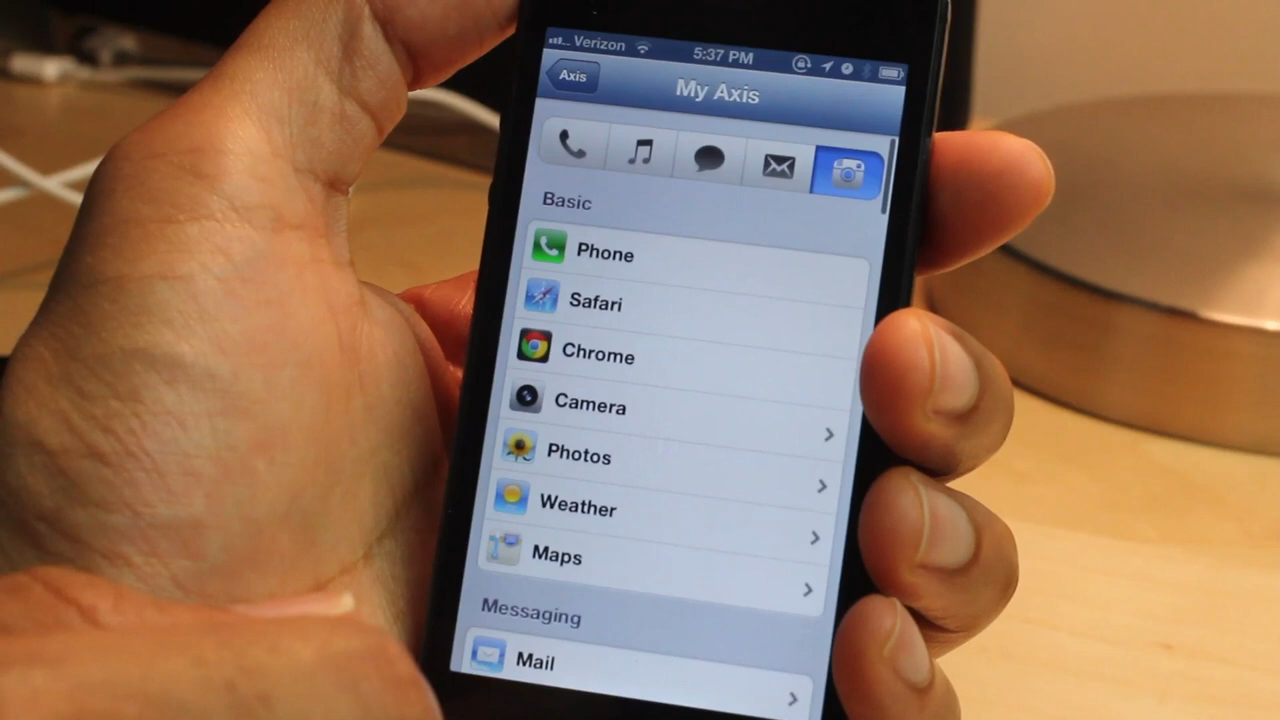 Verizon 5:37 PM
Axis My Axis
Basic
Phone
Safari
Chrome
Camera
Photos
Weather
Maps
Messaging
Mail